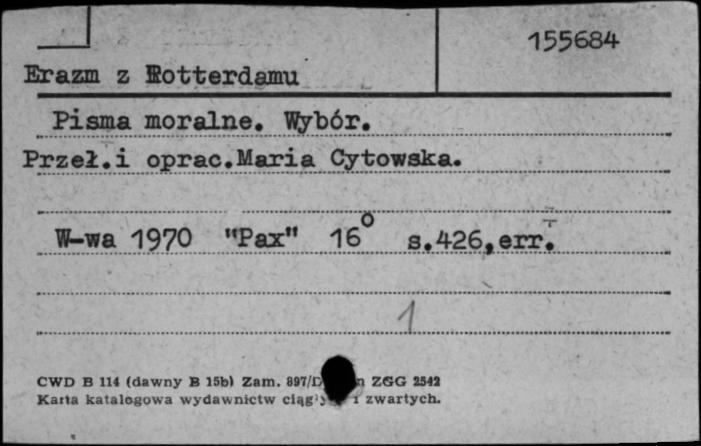 155684
Erazm z Rotterdamu
Pisma moralne. Wybór.
Przeł.i oprac.Maria Cytowska.
W-wa 1970 "Pax" 16° s.426,err.
1
CWD B 114 (dawny B 15b) Zam. 897/D ZGG 2542
Karta katalogowa wydawnictw i zwartych.